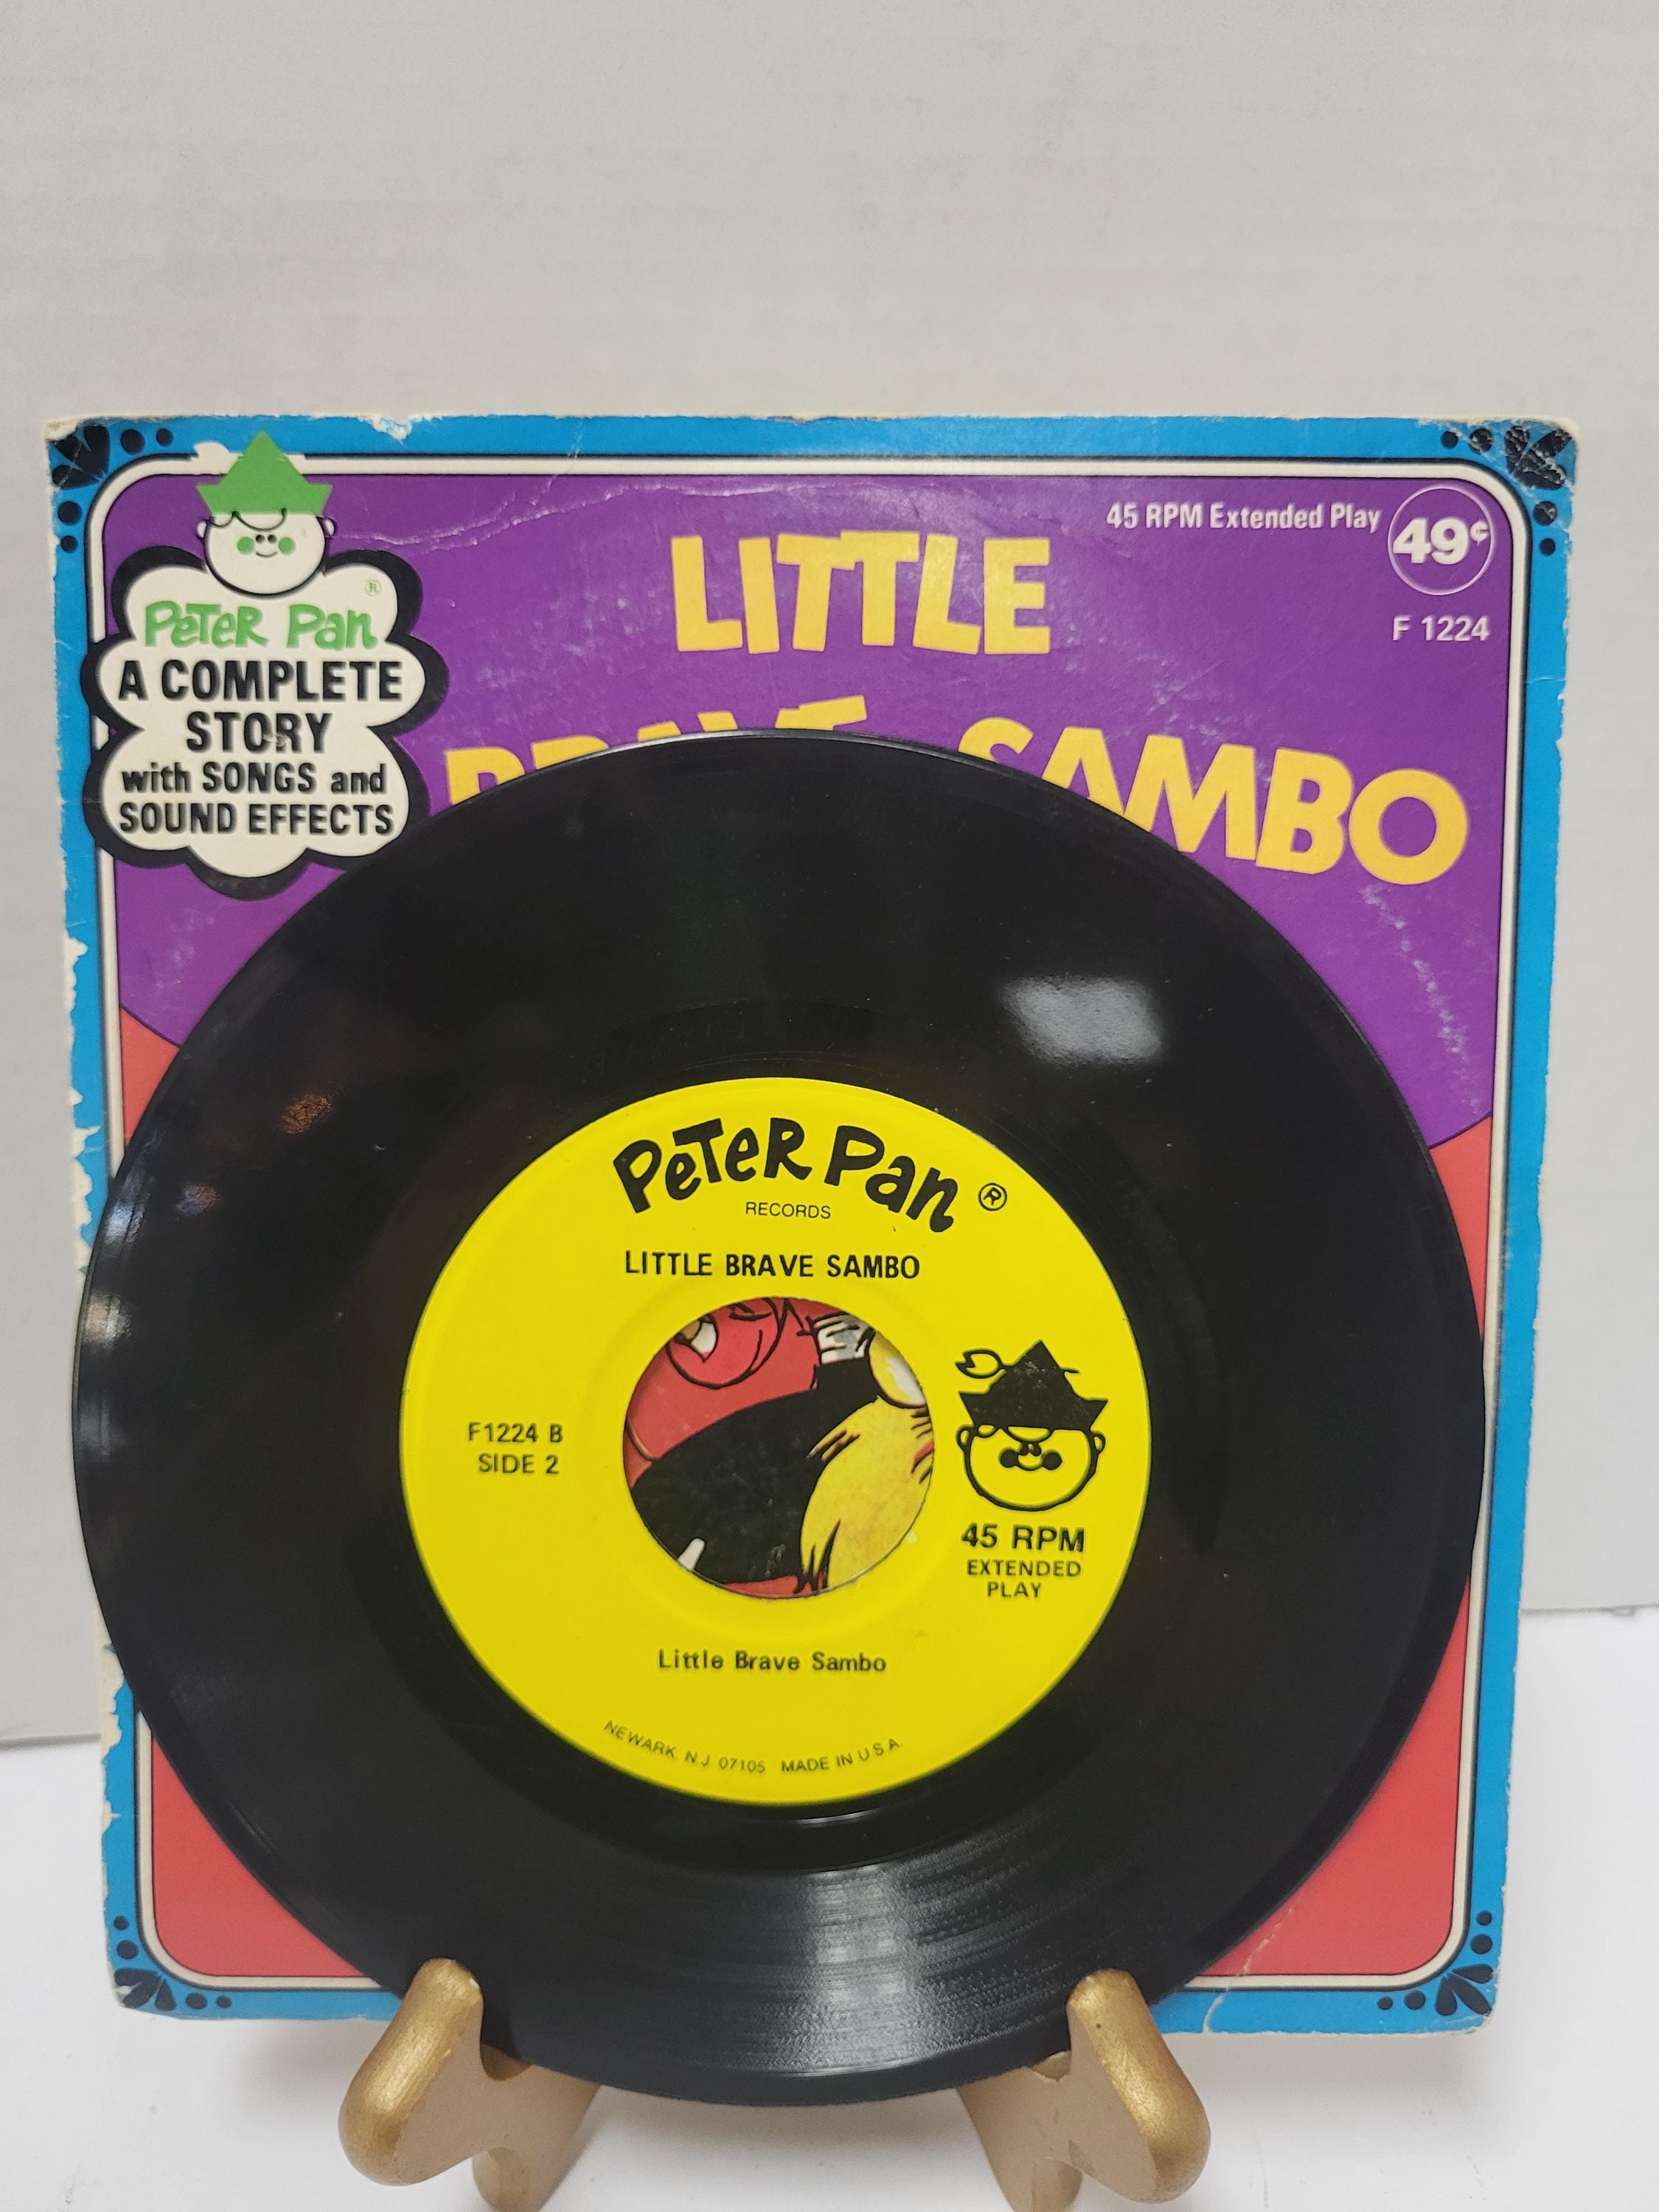 Peter Pan ®
A COMPLETE
STORY
with SONGS and
SOUND EFFECTS
45 RPM Extended Play 49¢
F 1224
LITTLE
BRAVE SAMBO
Peter Pan ®
RECORDS
LITTLE BRAVE SAMBO
F1224 B
SIDE 2
45 RPM
EXTENDED
PLAY
Little Brave Sambo
NEWARK, N.J. 07105 MADE IN U.S.A.